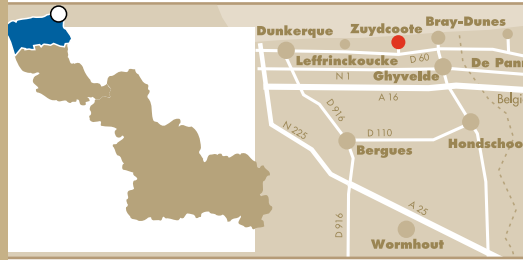 Dunkerque
Zuydcoote
Bray-Dunes
Leffrinckoucke
D 60
De Pann
N 1
Ghyvelde
A 16
Belgi
D 916
N 225
D 110
Bergues
Hondschoo
A 25
D 916
Wormhout